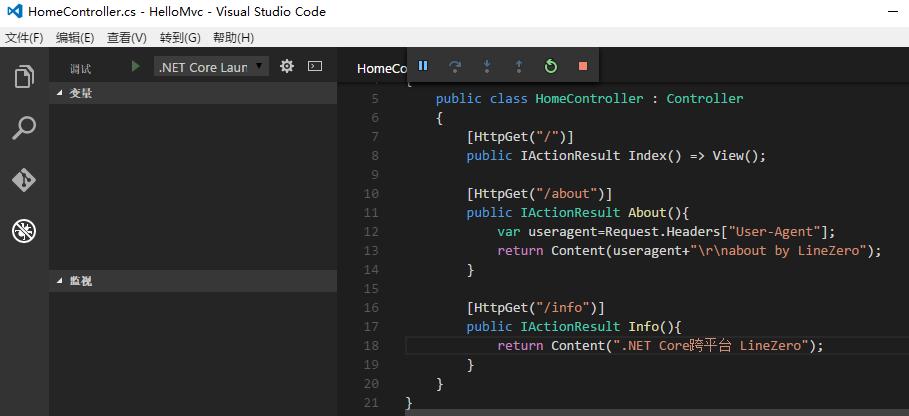 HomeController.cs - HelloMvc - Visual Studio Code
文件(F) 编辑(E) 查看(V) 转到(G) 帮助(H)
调试 .NET Core Laun
HomeCo
变量
监视
{
5 public class HomeController : Controller
6 {
7 [HttpGet("/")]
8 public IActionResult Index() => View();
9
10 [HttpGet("/about")]
11 public IActionResult About(){
12 var useragent=Request.Headers["User-Agent"];
13 return Content(useragent+"\r\nabout by LineZero");
14 }
15
16 [HttpGet("/info")]
17 public IActionResult Info(){
18 return Content(".NET Core跨平台 LineZero");
19 }
20 }
21 }